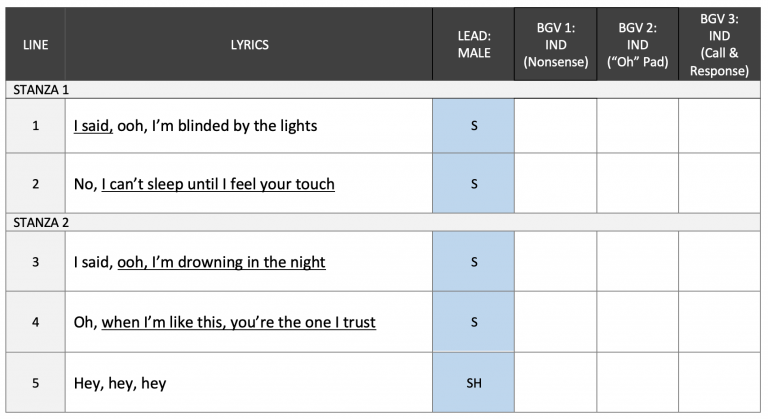 LINE LYRICS LEAD: MALE BGV 1: IND (Nonsense) BGV 2: IND (“Oh” Pad) BGV 3: IND (Call & Response)
STANZA 1
1 I said, ooh, I’m blinded by the lights S
2 No, I can’t sleep until I feel your touch S
STANZA 2
3 I said, ooh, I’m drowning in the night S
4 Oh, when I’m like this, you’re the one I trust S
5 Hey, hey, hey SH